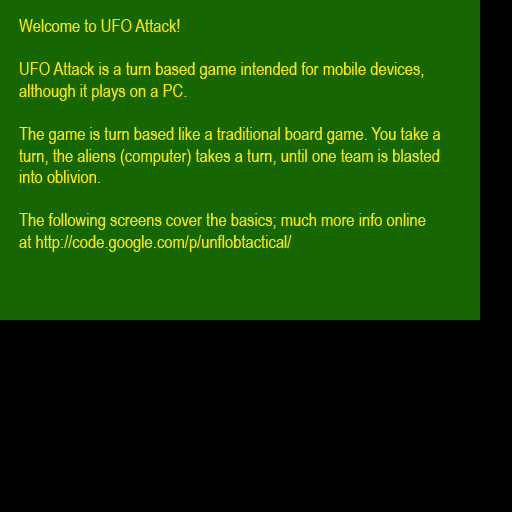 Welcome to UFO Attack!
UFO Attack is a turn based game intended for mobile devices,
although it plays on a PC.
The game is turn based like a traditional board game. You take a
turn, the aliens (computer) takes a turn, until one team is blasted
into oblivion.
The following screens cover the basics; much more info online
at http://code.google.com/p/unflobtactical/